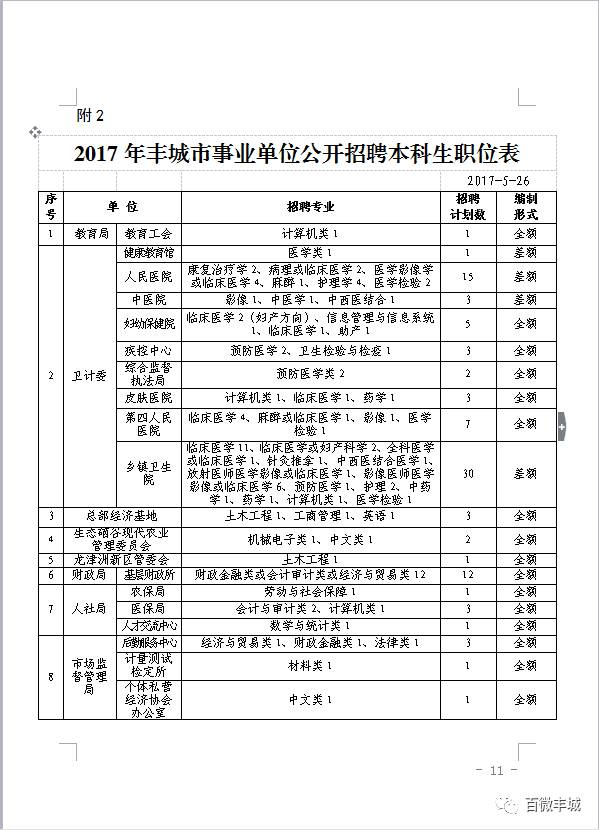 附2
2017年丰城市事业单位公开招聘本科生职位表
2017-5-26
序号 单 位 招聘专业 招聘计划数 编制形式
1 教育局 教育工会 计算机类1 1 全额
2 卫计委 健康教育馆 医学类1 1 差额
人民医院 康复治疗学2、病理或临床医学2、医学影像学或临床医学4、麻醉1、护理学4、医学检验2 15 差额
中医院 影像1、中医学1、中西医结合1 3 差额
妇幼保健院 临床医学2（妇产方向）、信息管理与信息系统1、临床医学1、助产1 5 全额
疾控中心 预防医学2、卫生检验与检疫1 3 全额
综合监督执法局 预防医学类2 2 全额
皮肤医院 计算机类1、临床医学1、药学1 3 全额
第四人民医院 临床医学4、麻醉或临床医学1、影像1、医学检验1 7 全额
乡镇卫生院 临床医学11、临床医学或妇产科学2、全科医学或临床医学1、针灸推拿1、中西医结合医学1、放射医师医学影像或临床医学1、影像医师医学影像或临床医学6、预防医学1、护理2、中药学1、药学1、计算机类1、医学检验1 30 差额
3 总部经济基地 土木工程1、工商管理1、英语1 3 全额
4 生态硒谷现代农业管理委员会 机械电子类1、中文类1 2 全额
5 龙津洲新区管委会 土木工程1 1 全额
6 财政局 基层财政所 财政金融类或会计审计类或经济与贸易类12 12 全额
7 人社局 农保局 劳动与社会保障1 1 全额
医保局 会计与审计类2、计算机类1 3 全额
人才交流中心 数学与统计类1 1 全额
8 市场监督管理局 后勤服务中心 经济与贸易类1、财政金融类1、法律类1 3 全额
计量测试检定所 材料类1 1 全额
个体私营经济协会办公室 中文类1 1 全额
- 11 -
百微丰城